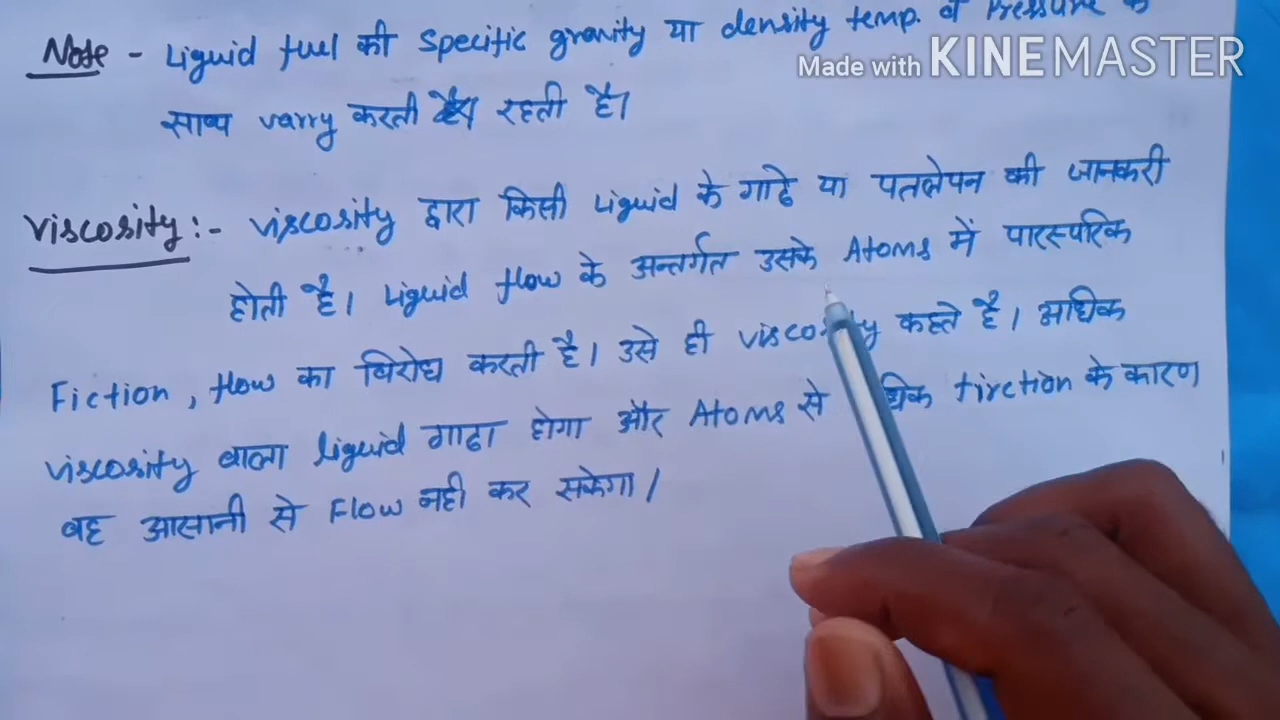 Note - Liquid fuel की specific gravity या density temp. व Pressure के
Made with KINEMASTER
साथ varry करती रहती है।
Viscosity :- viscosity द्वारा किसी Liquid के गाढे या पतलेपन की जानकरी
होती है। Liquid flow के अन्तर्गत उसके Atoms में पारस्परिक
Fiction, flow का विरोध करती है। उसे ही viscosity कहते है। अधिक
viscosity वाला liquid गाढा होगा और Atoms से firction के कारण
वह आसानी से Flow नही कर सकेगा।